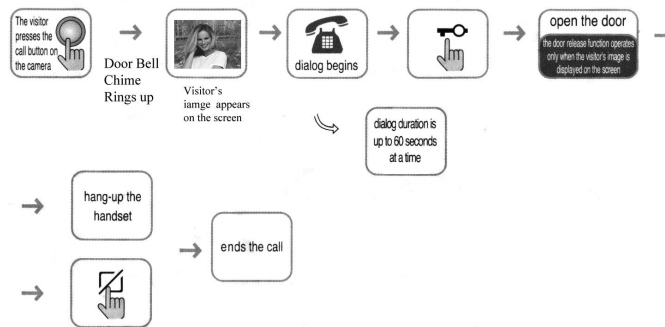 The visitor
presses the
call button on
the camera
Door Bell
Chime
Rings up
Visitor's
iamge appears
on the screen
dialog begins
open the door
the door release function operates
only when the visitor's image is
displayed on the screen
dialog duration is
up to 60 seconds
at a time
hang-up the
handset
ends the call